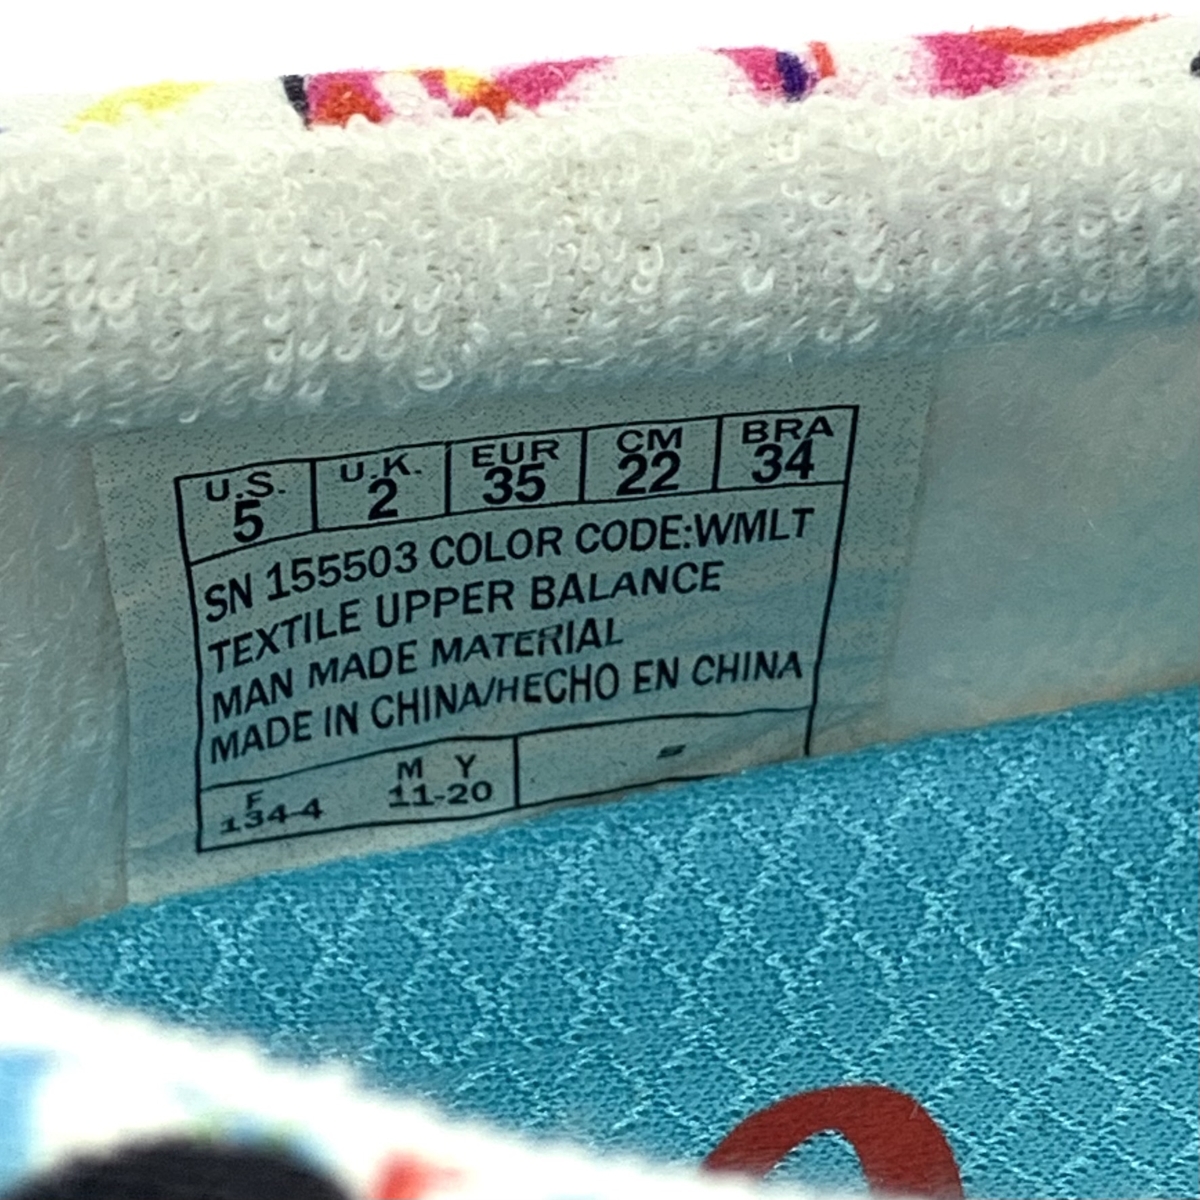 U.S. U.K. EUR CM BRA
5 2 35 22 34
SN 155503 COLOR CODE:WMLT
TEXTILE UPPER BALANCE
MAN MADE MATERIAL
MADE IN CHINA/HECHO EN CHINA
F M Y
134-4 11-20